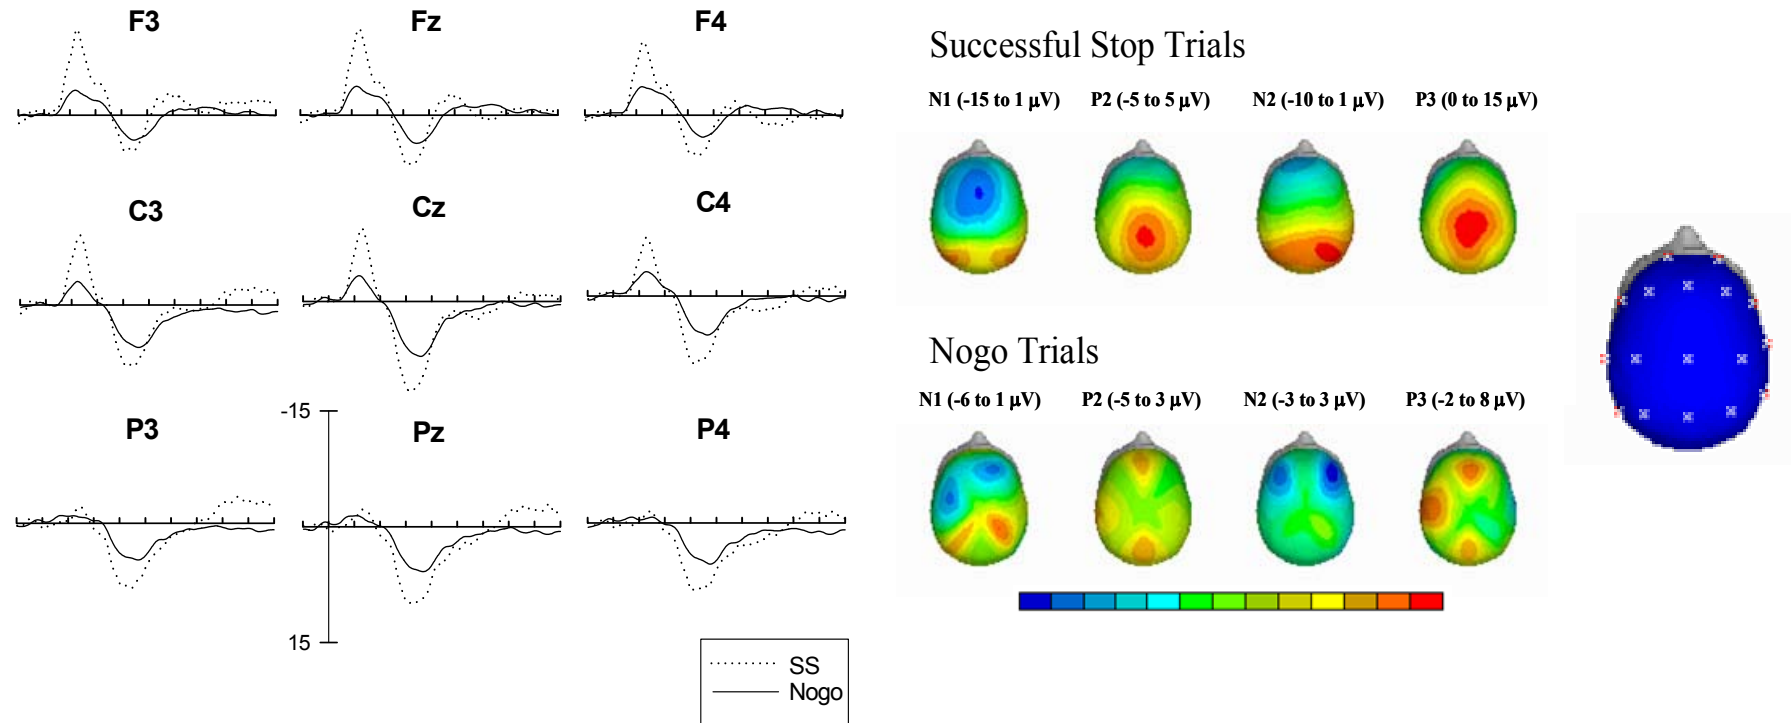 F3 Fz F4
C3 Cz C4
-15
P3 Pz P4
15
SS
Nogo
Successful Stop Trials
N1 (-15 to 1 μV) P2 (-5 to 5 μV) N2 (-10 to 1 μV) P3 (0 to 15 μV)
Nogo Trials
N1 (-6 to 1 μV) P2 (-5 to 3 μV) N2 (-3 to 3 μV) P3 (-2 to 8 μV)